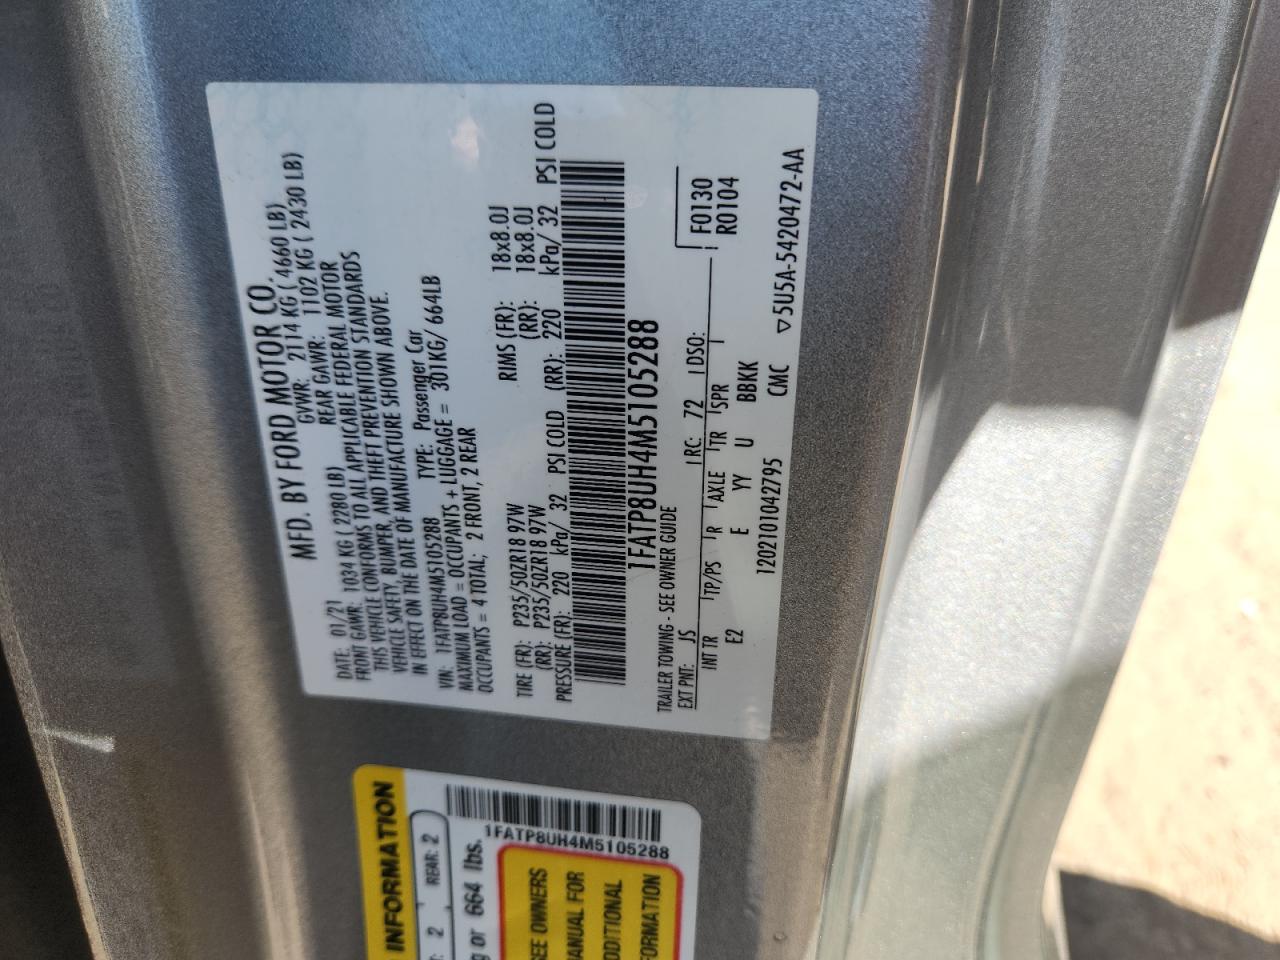 MFD. BY FORD MOTOR CO.
DATE: 01/21 GVWR: 2114 KG ( 4660 LB)
FRONT GAWR: 1034 KG ( 2280 LB) REAR GAWR: 1102 KG ( 2430 LB)
THIS VEHICLE CONFORMS TO ALL APPLICABLE FEDERAL MOTOR
VEHICLE SAFETY, BUMPER, AND THEFT PREVENTION STANDARDS
IN EFFECT ON THE DATE OF MANUFACTURE SHOWN ABOVE.
VIN: 1FATP8UH4M5105288 TYPE: Passenger Car
MAXIMUM LOAD = OCCUPANTS + LUGGAGE = 301KG/ 664LB
OCCUPANTS = 4 TOTAL; 2 FRONT, 2 REAR
TIRE (FR): P235/50ZR18 97W RIMS (FR): 18x8.0J
(RR): P235/50ZR18 97W (RR): 18x8.0J
PRESSURE (FR): 220 kPa/ 32 PSI COLD (RR): 220 kPa/ 32 PSI COLD
1FATP8UH4M5105288
TRAILER TOWING - SEE OWNER GUIDE F0130
EXT PNT: JS RC: 72 DSO: R0104
INT TR TP/PS R AXLE TR SPR
E2 E YY U BBKK
1202101042795 CMC ▽5U5A-5420472-AA
INFORMATION
2 REAR: 2
or 664 lbs.
1FATP8UH4M5105288
SEE OWNERS
MANUAL FOR
ADDITIONAL
INFORMATION